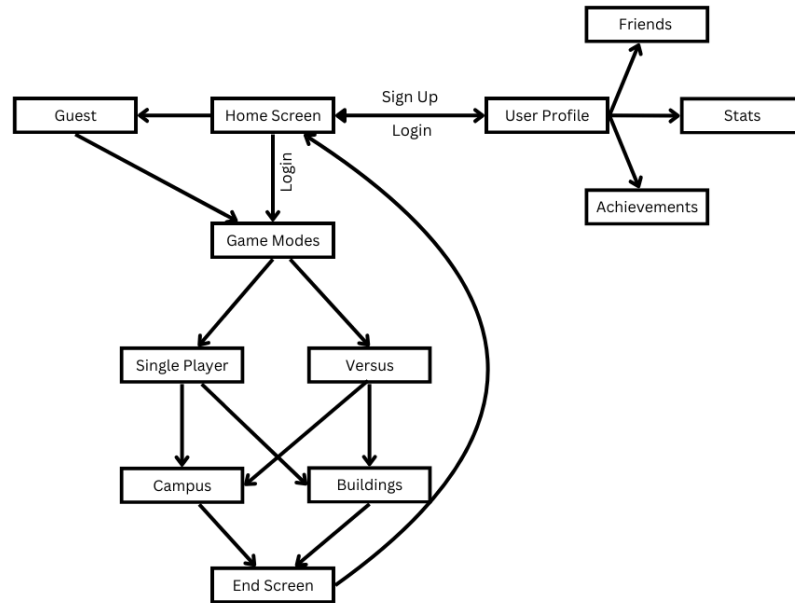 Friends
Sign Up
Guest
Home Screen
User Profile
Stats
Login
Login
Achievements
Game Modes
Single Player
Versus
Campus
Buildings
End Screen